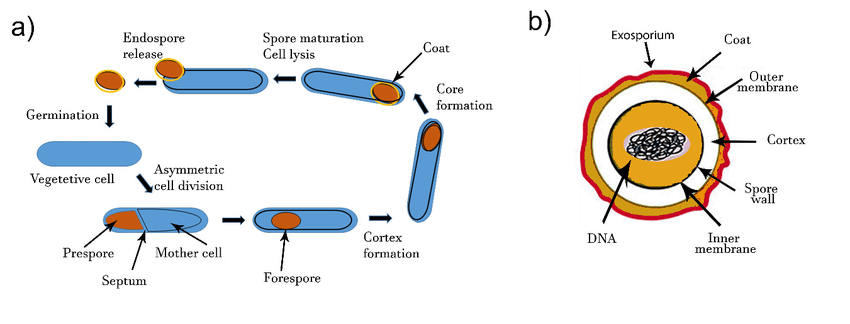 a)
Endospore
release
Spore maturation
Cell lysis
Coat
Core
formation
Germination
Vegetetive cell
Asymmetric
cell division
Prespore
Septum
Mother cell
Forespore
Cortex
formation
b)
Exosporium
Coat
Outer
membrane
Cortex
Spore
wall
Inner
membrane
DNA